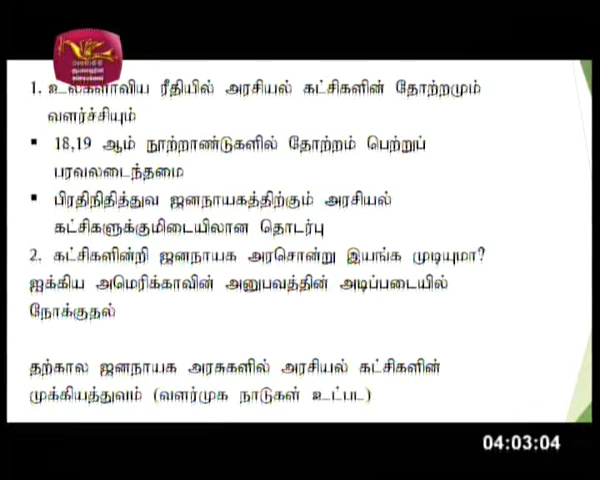 1. உலகளாவிய ரீதியில் அரசியல் கட்சிகளின் தோற்றமும்
வளர்ச்சியும்
▪ 18,19 ஆம் நூற்றாண்டுகளில் தோற்றம் பெற்றுப்
பரவலடைந்தமை
▪ பிரதிநிதித்துவ ஜனநாயகத்திற்கும் அரசியல்
கட்சிகளுக்குமிடையிலான தொடர்பு
2. கட்சிகளின்றி ஜனநாயக அரசொன்று இயங்க முடியுமா?
ஐக்கிய அமெரிக்காவின் அனுபவத்தின் அடிப்படையில்
நோக்குதல்
தற்கால ஜனநாயக அரசுகளில் அரசியல் கட்சிகளின்
முக்கியத்துவம் (வளர்முக நாடுகள் உட்பட)
04:03:04